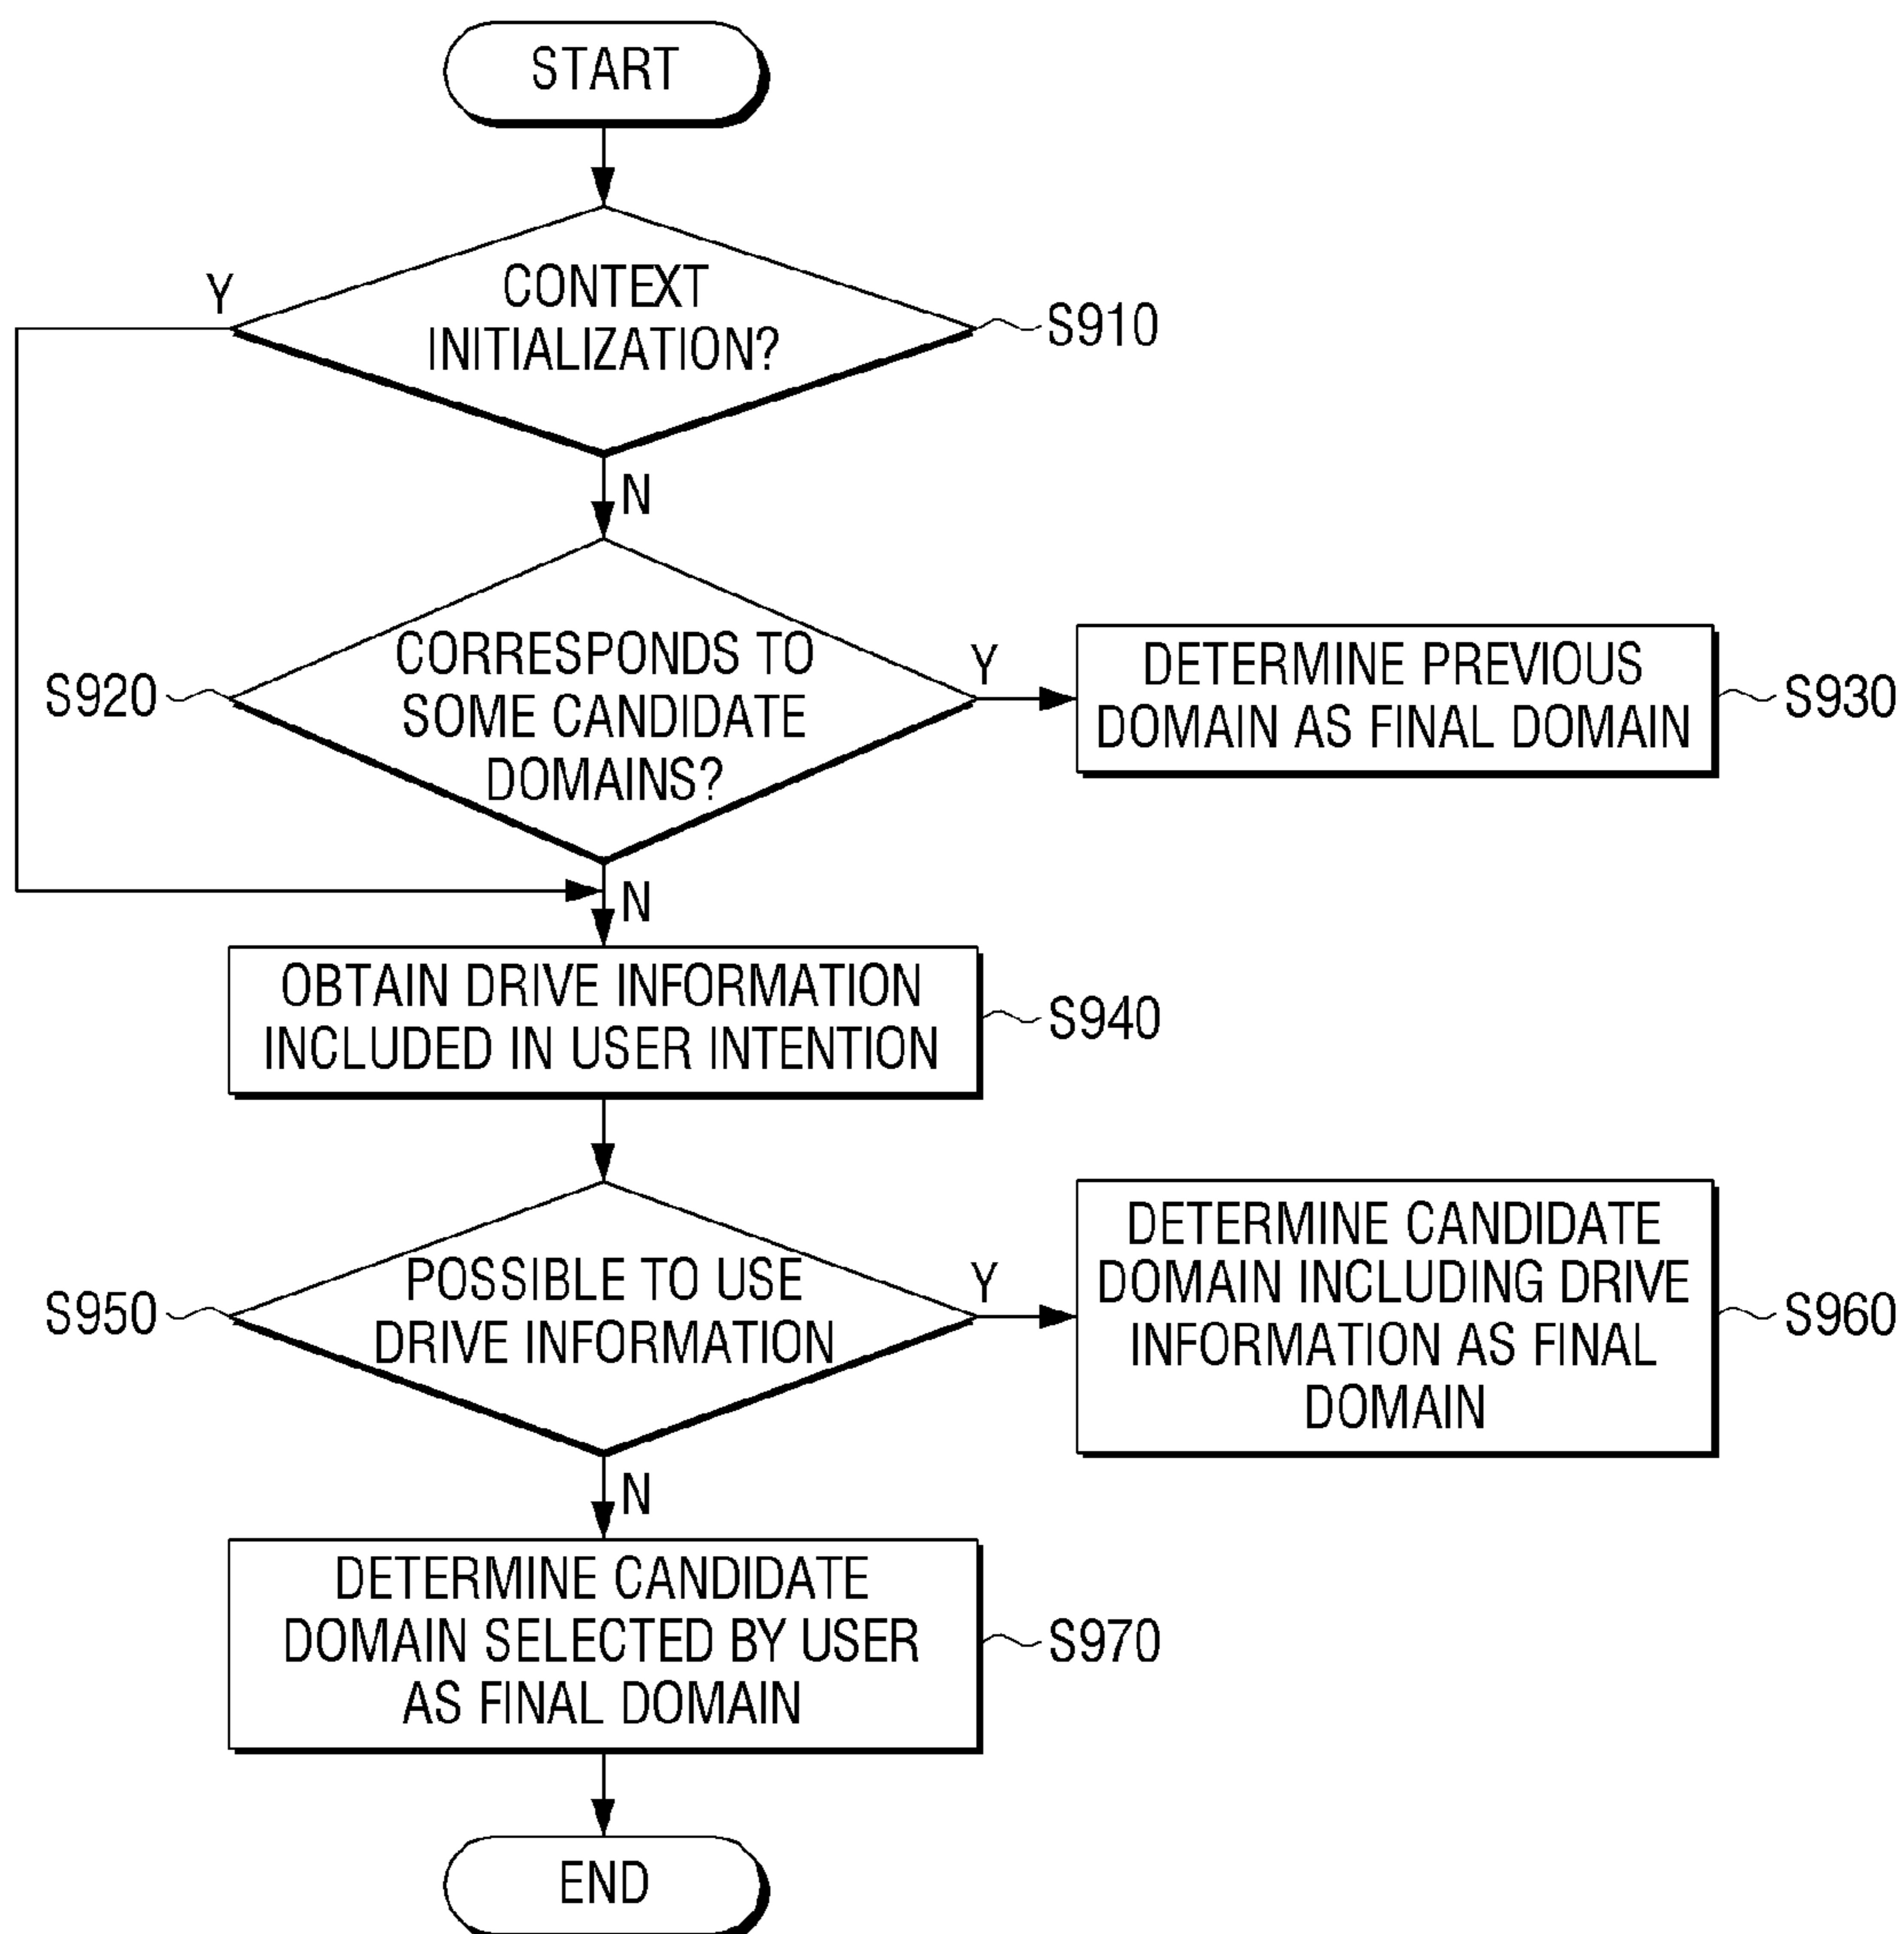 START
Y
CONTEXT
INITIALIZATION?
S910
N
CORRESPONDS TO
SOME CANDIDATE
DOMAINS?
S920
Y
DETERMINE PREVIOUS
DOMAIN AS FINAL DOMAIN
S930
N
OBTAIN DRIVE INFORMATION
INCLUDED IN USER INTENTION
S940
POSSIBLE TO USE
DRIVE INFORMATION
S950
Y
DETERMINE CANDIDATE
DOMAIN INCLUDING DRIVE
INFORMATION AS FINAL
DOMAIN
S960
N
DETERMINE CANDIDATE
DOMAIN SELECTED BY USER
AS FINAL DOMAIN
S970
END